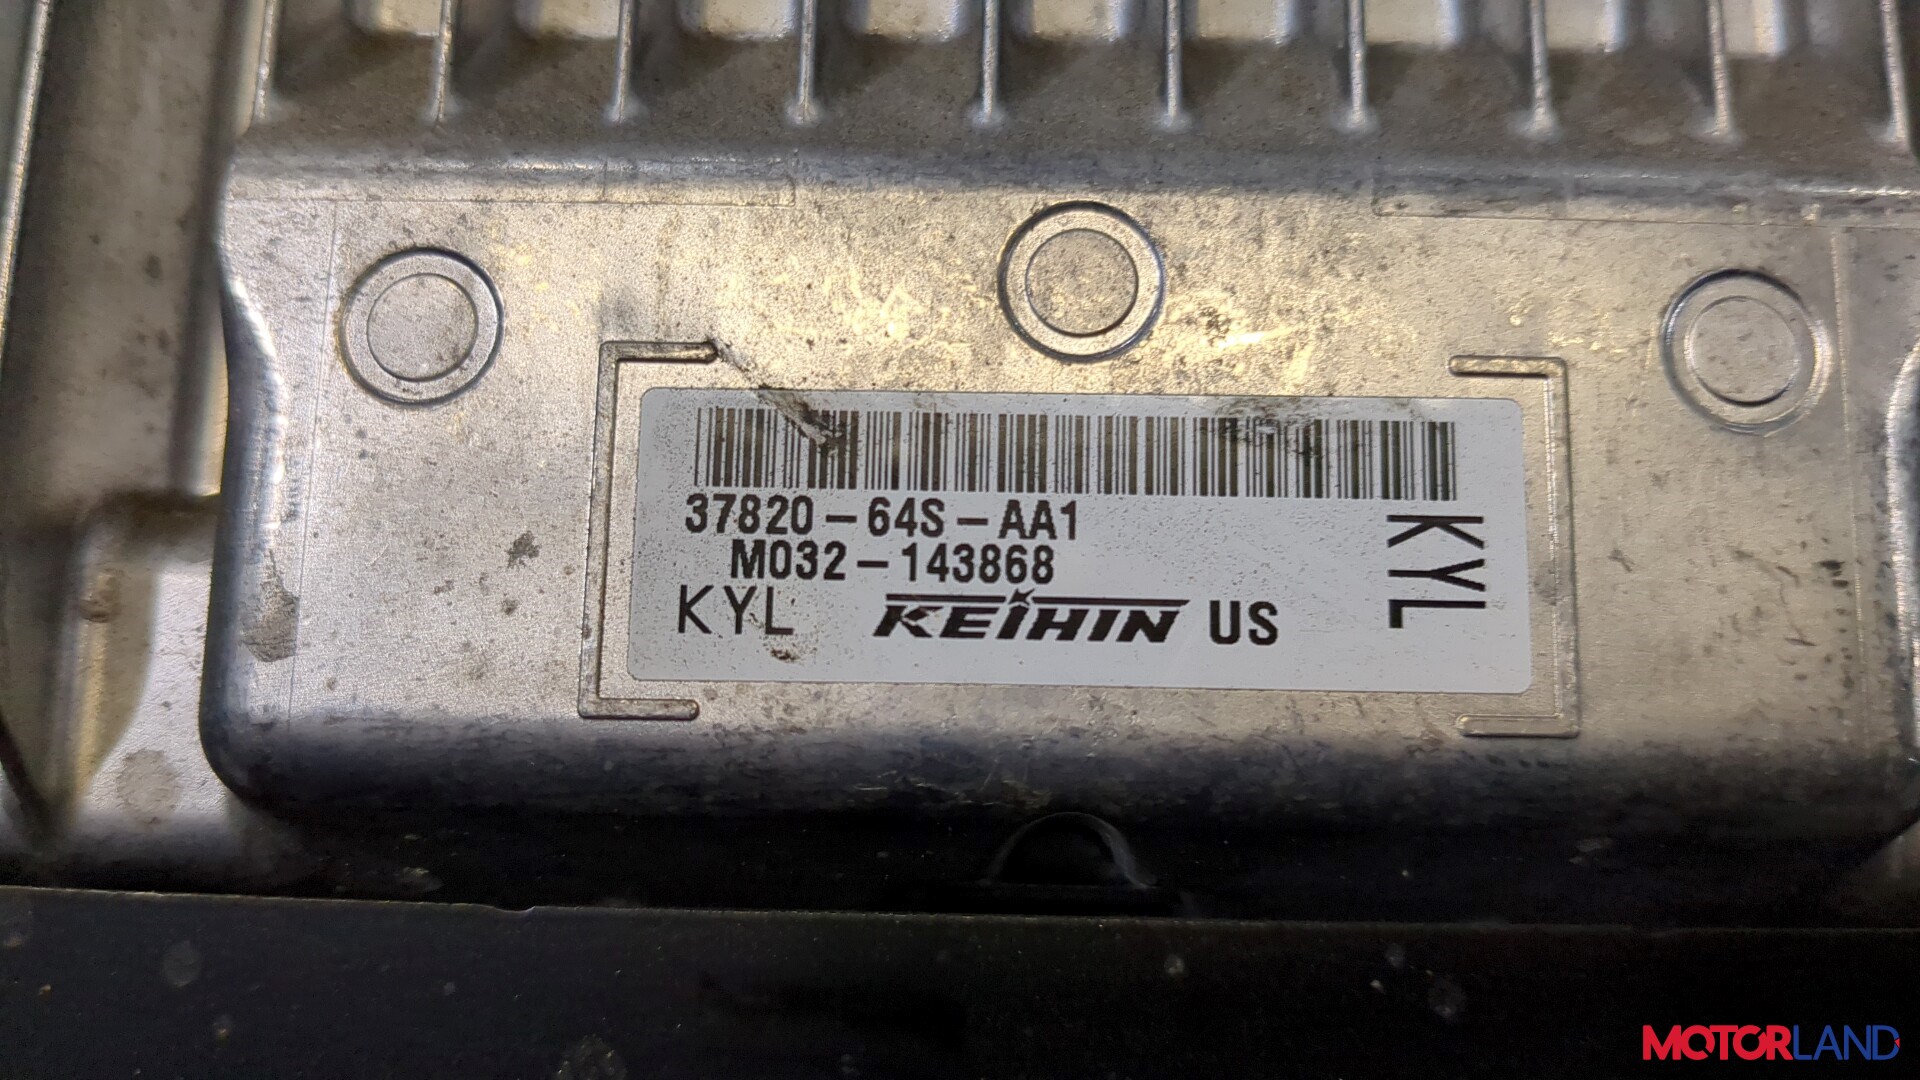 37820-64S-AA1
M032-143868
KYL KEIHIN US
KYL
MOTORLAND